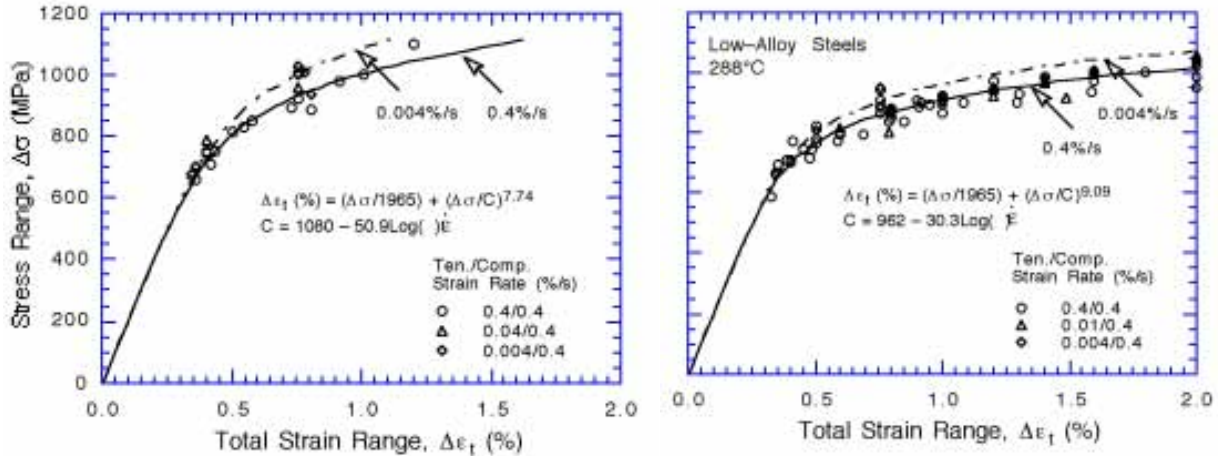 1200
1000
800
600
400
200
0
Stress Range, Δσ (MPa)
0.004%/s
0.4%/s
Δε_t (%) = (Δσ/1965) + (Δσ/C)^7.74
C = 1080 – 50.9Log( )ε̇
Ten./Comp.
Strain Rate (%/s)
0.4/0.4
0.04/0.4
0.004/0.4
0.0
0.5
1.0
1.5
2.0
Total Strain Range, Δε_t (%)
Low–Alloy Steels
288°C
0.004%/s
0.4%/s
Δε_t (%) = (Δσ/1965) + (Δσ/C)^9.09
C = 962 – 30.3Log( )ε̇
Ten./Comp.
Strain Rate (%/s)
0.4/0.4
0.01/0.4
0.004/0.4
0.0
0.5
1.0
1.5
2.0
Total Strain Range, Δε_t (%)